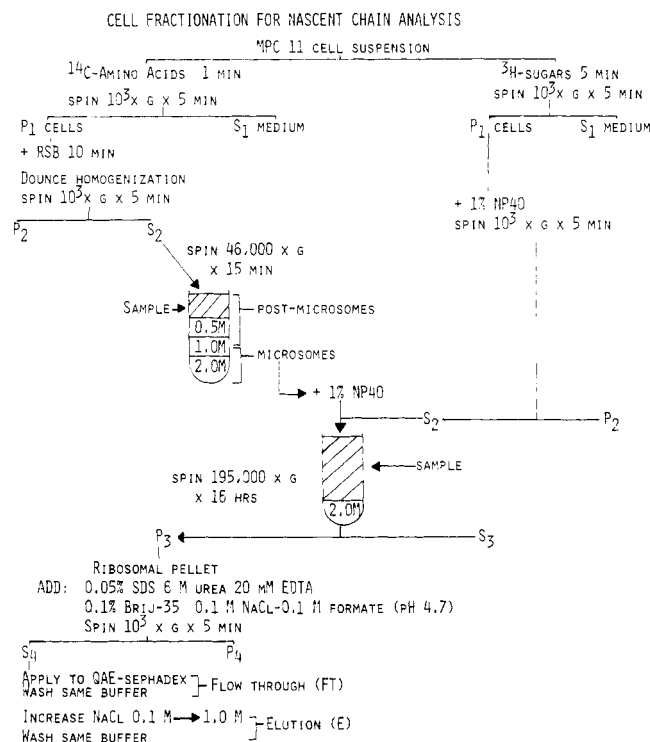 CELL FRACTIONATION FOR NASCENT CHAIN ANALYSIS
MPC 11 CELL SUSPENSION
14C-AMINO ACIDS 1 MIN
SPIN 10³ X G X 5 MIN
P1 CELLS S1 MEDIUM
+ RSB 10 MIN
DOUNCE HOMOGENIZATION
SPIN 10³X G X 5 MIN
P2 S2
³H-SUGARS 5 MIN
SPIN 10³X G X 5 MIN
P1 CELLS S1 MEDIUM
+ 1% NP40
SPIN 10³ X G X 5 MIN
SPIN 46,000 X G
X 15 MIN
SAMPLE
POST-MICROSOMES
0.5M
1.0M
MICROSOMES
2.0M
+ 1% NP40
S2 P2
SAMPLE
SPIN 195,000 X G
X 16 HRS
2.0M
P3 S3
RIBOSOMAL PELLET
ADD: 0.05% SDS 6 M UREA 20 MM EDTA
0.1% BRIJ-35 0.1 M NACL-0.1 M FORMATE (PH 4.7)
SPIN 10³ X G X 5 MIN
S4 P4
APPLY TO QAE-SEPHADEX
WASH SAME BUFFER
FLOW THROUGH (FT)
INCREASE NACL 0.1 M→1.0 M
WASH SAME BUFFER
ELUTION (E)